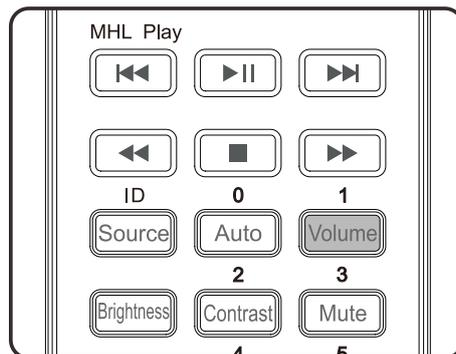 MHL Play
ID 0 1
Source Auto Volume
2 3
Brightness Contrast Mute
4 5